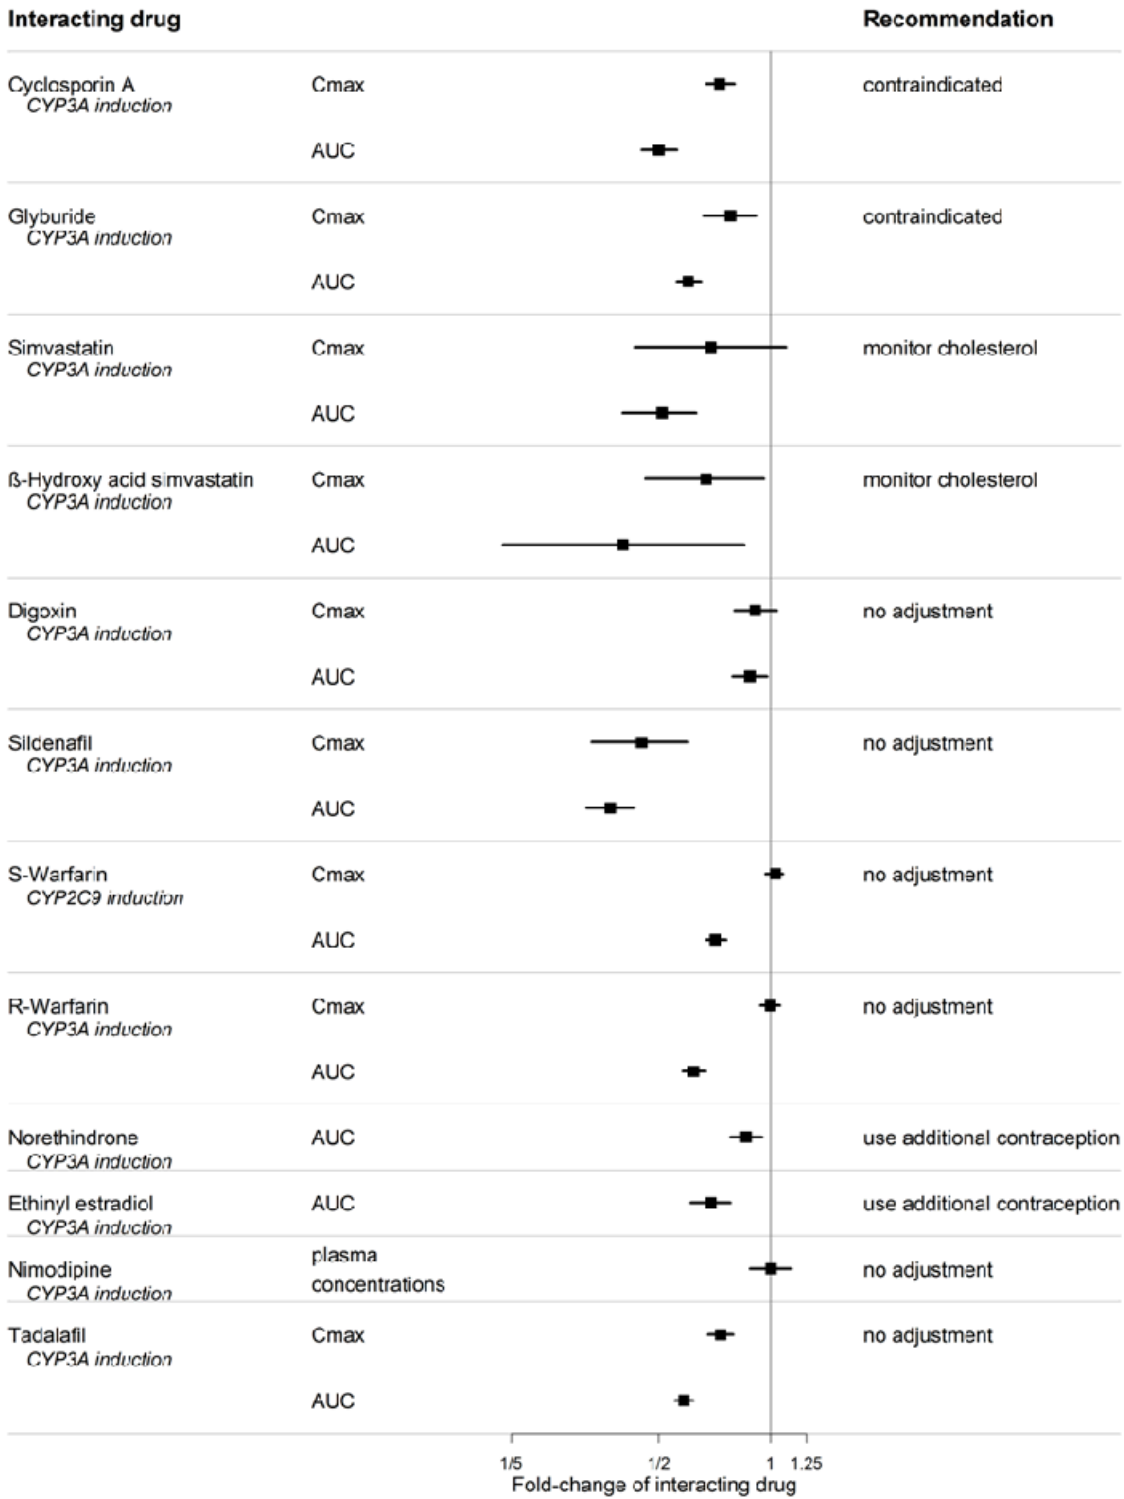 Interacting drug Recommendation
Cyclosporin A Cmax contraindicated
CYP3A induction
AUC
Glyburide Cmax contraindicated
CYP3A induction
AUC
Simvastatin Cmax monitor cholesterol
CYP3A induction
AUC
ß-Hydroxy acid simvastatin Cmax monitor cholesterol
CYP3A induction
AUC
Digoxin Cmax no adjustment
CYP3A induction
AUC
Sildenafil Cmax no adjustment
CYP3A induction
AUC
S-Warfarin Cmax no adjustment
CYP2C9 induction
AUC
R-Warfarin Cmax no adjustment
CYP3A induction
AUC
Norethindrone AUC use additional contraception
CYP3A induction
Ethinyl estradiol AUC use additional contraception
CYP3A induction
plasma
Nimodipine no adjustment
concentrations
CYP3A induction
Tadalafil Cmax no adjustment
CYP3A induction
AUC
1/5 1/2 1 1.25
Fold-change of interacting drug